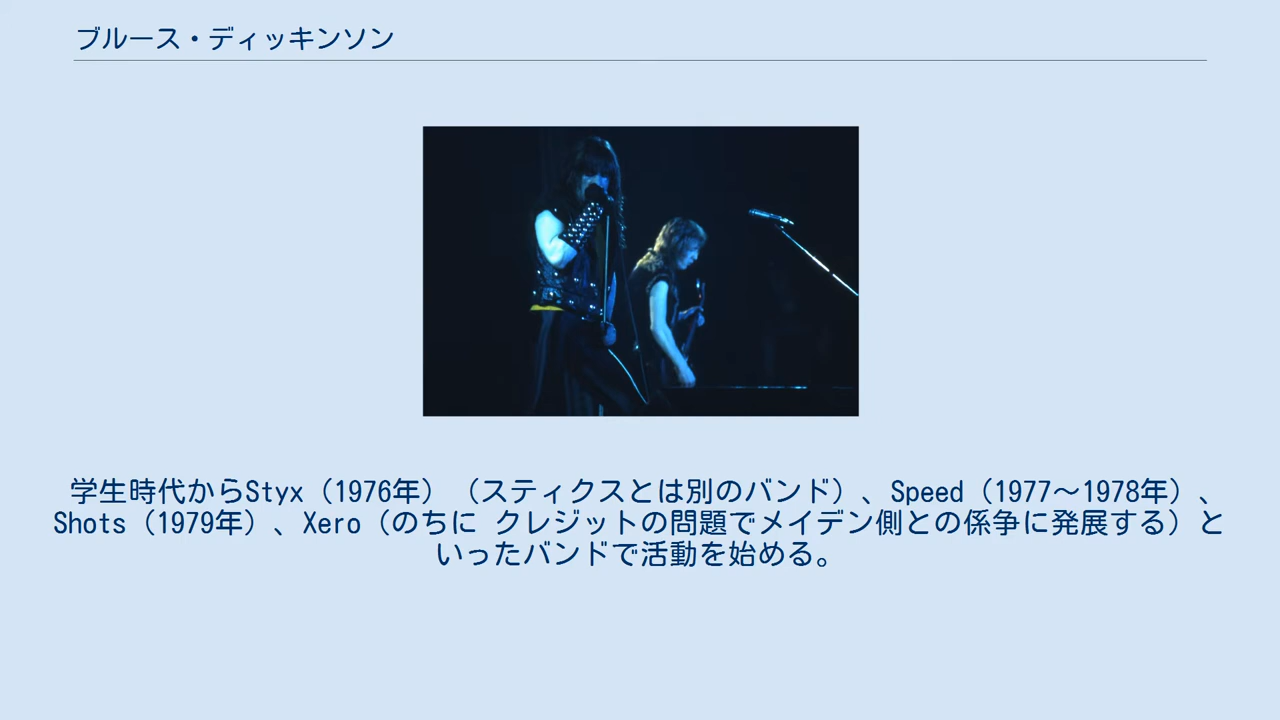 ブルース・ディッキンソン
学生時代からStyx（1976年）（スティクスとは別のバンド）、Speed（1977～1978年）、
Shots（1979年）、Xero（のちに クレジットの問題でメイデン側との係争に発展する）と
いったバンドで活動を始める。